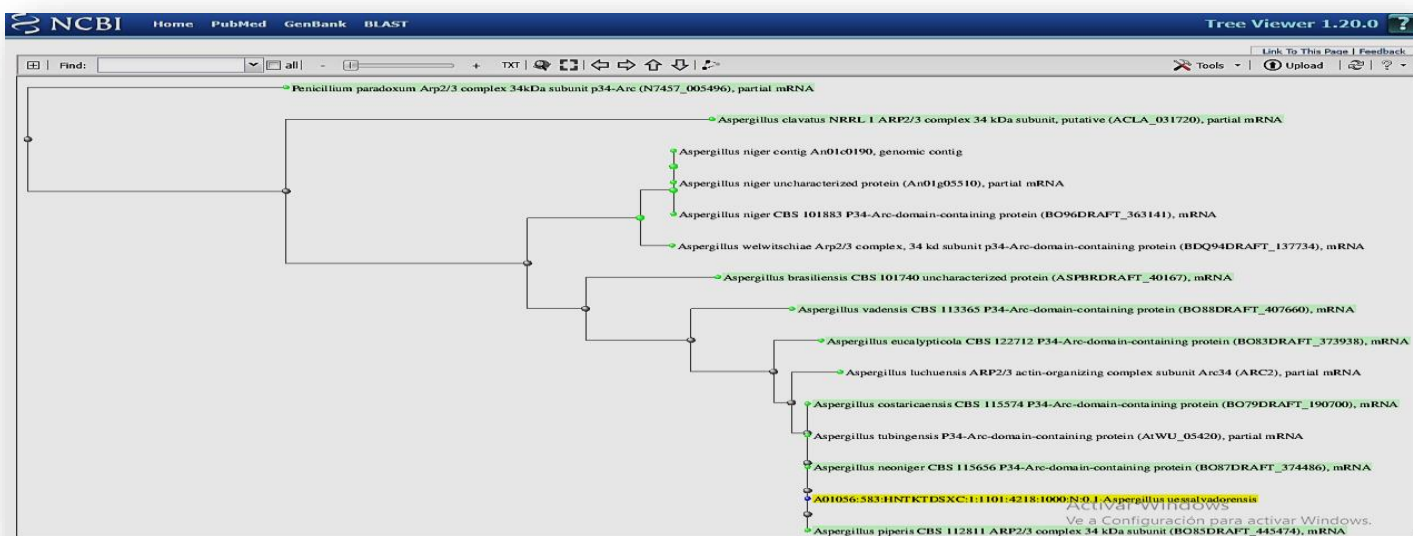 NCBI Home PubMed GenBank BLAST Tree Viewer 1.20.0 ?
Link To This Page | Feedback
Find: all - + TXT Tools Upload ?
Penicillium paradoxum Arp2/3 complex 34kDa subunit p34-Arc (N7457_005496), partial mRNA
Aspergillus clavatus NRRL 1 ARP2/3 complex 34 kDa subunit, putative (ACLA_031720), partial mRNA
Aspergillus niger contig An01c0190, genomic contig
Aspergillus niger uncharacterized protein (An01g05510), partial mRNA
Aspergillus niger CBS 101883 P34-Arc-domain-containing protein (BO96DRAFT_363141), mRNA
Aspergillus welwitschiae Arp2/3 complex, 34 kd subunit p34-Arc-domain-containing protein (BDQ94DRAFT_137734), mRNA
Aspergillus brasiliensis CBS 101740 uncharacterized protein (ASPBRDRAFT_40167), mRNA
Aspergillus vadensis CBS 113365 P34-Arc-domain-containing protein (BO88DRAFT_407660), mRNA
Aspergillus eucalypticola CBS 122712 P34-Arc-domain-containing protein (BO83DRAFT_373938), mRNA
Aspergillus luchuensis ARP2/3 actin-organizing complex subunit Arc34 (ARC2), partial mRNA
Aspergillus costaricaensis CBS 115574 P34-Arc-domain-containing protein (BO79DRAFT_190700), mRNA
Aspergillus tubingensis P34-Arc-domain-containing protein (AtWU_05420), partial mRNA
Aspergillus neoniger CBS 115656 P34-Arc-domain-containing protein (BO87DRAFT_374486), mRNA
A01056:583:HNTKTDSXC:1:1101:4218:1000:N:0.1 Aspergillus uessalvadorensis
Activar Windows
Ve a Configuración para activar Windows.
Aspergillus piperis CBS 112811 ARP2/3 complex 34 kDa subunit (BO85DRAFT_445474), mRNA